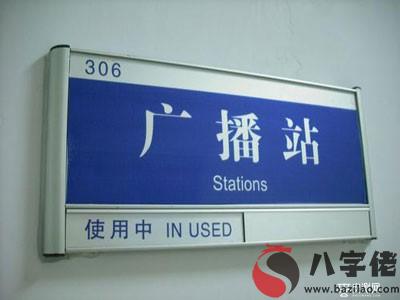 306
广播站
Stations
使用中 IN USED
八字佬
www.bazilao.com